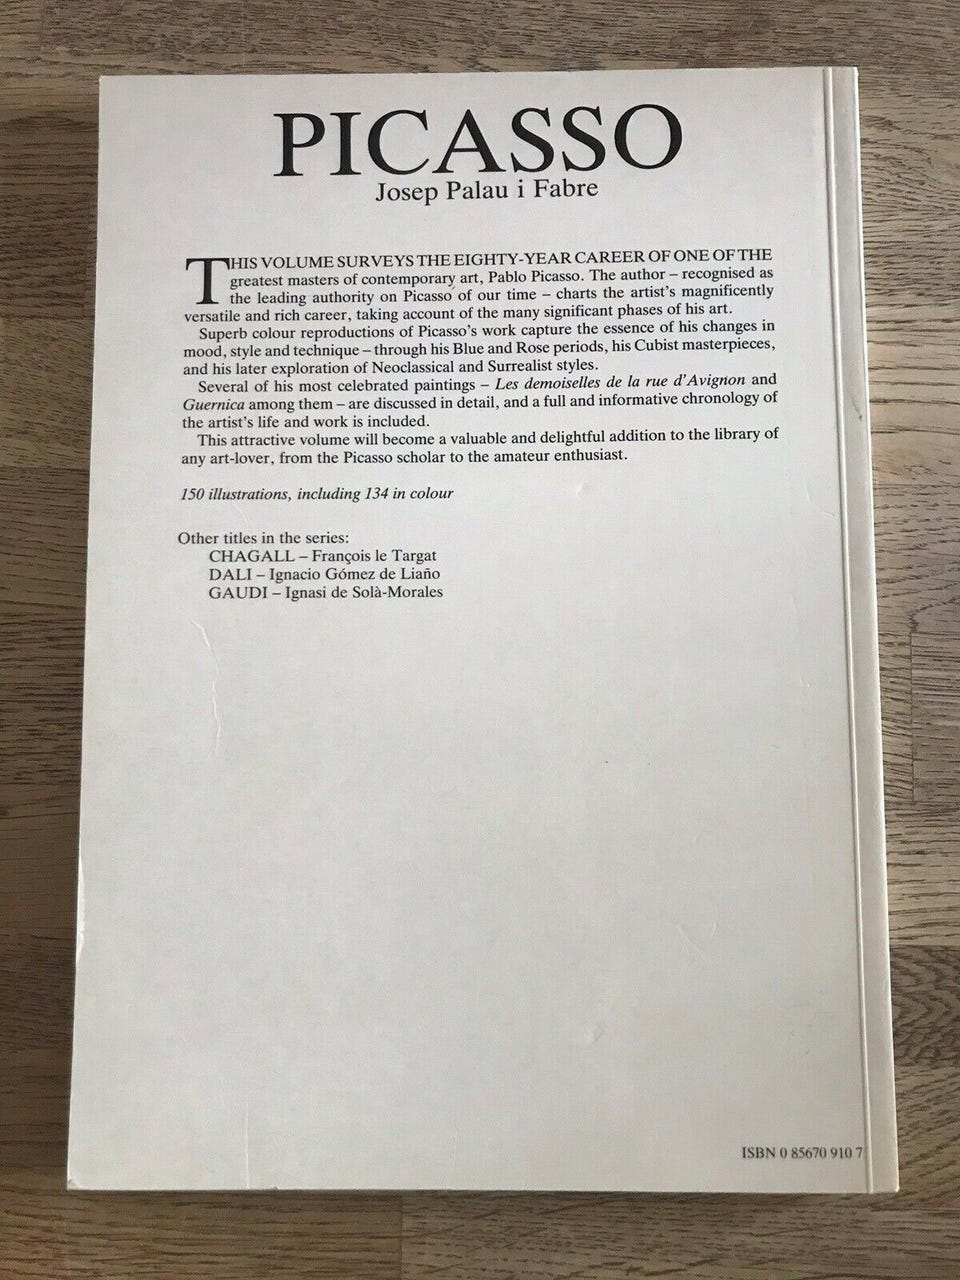 PICASSO
Josep Palau i Fabre
THIS VOLUME SURVEYS THE EIGHTY-YEAR CAREER OF ONE OF THE
greatest masters of contemporary art, Pablo Picasso. The author – recognised as
the leading authority on Picasso of our time – charts the artist's magnificently
versatile and rich career, taking account of the many significant phases of his art.
Superb colour reproductions of Picasso's work capture the essence of his changes in
mood, style and technique – through his Blue and Rose periods, his Cubist masterpieces,
and his later exploration of Neoclassical and Surrealist styles.
Several of his most celebrated paintings – Les demoiselles de la rue d'Avignon and
Guernica among them – are discussed in detail, and a full and informative chronology of
the artist's life and work is included.
This attractive volume will become a valuable and delightful addition to the library of
any art-lover, from the Picasso scholar to the amateur enthusiast.
150 illustrations, including 134 in colour
Other titles in the series:
CHAGALL – François le Targat
DALI – Ignacio Gómez de Liaño
GAUDI – Ignasi de Solà-Morales
ISBN 0 85670 910 7